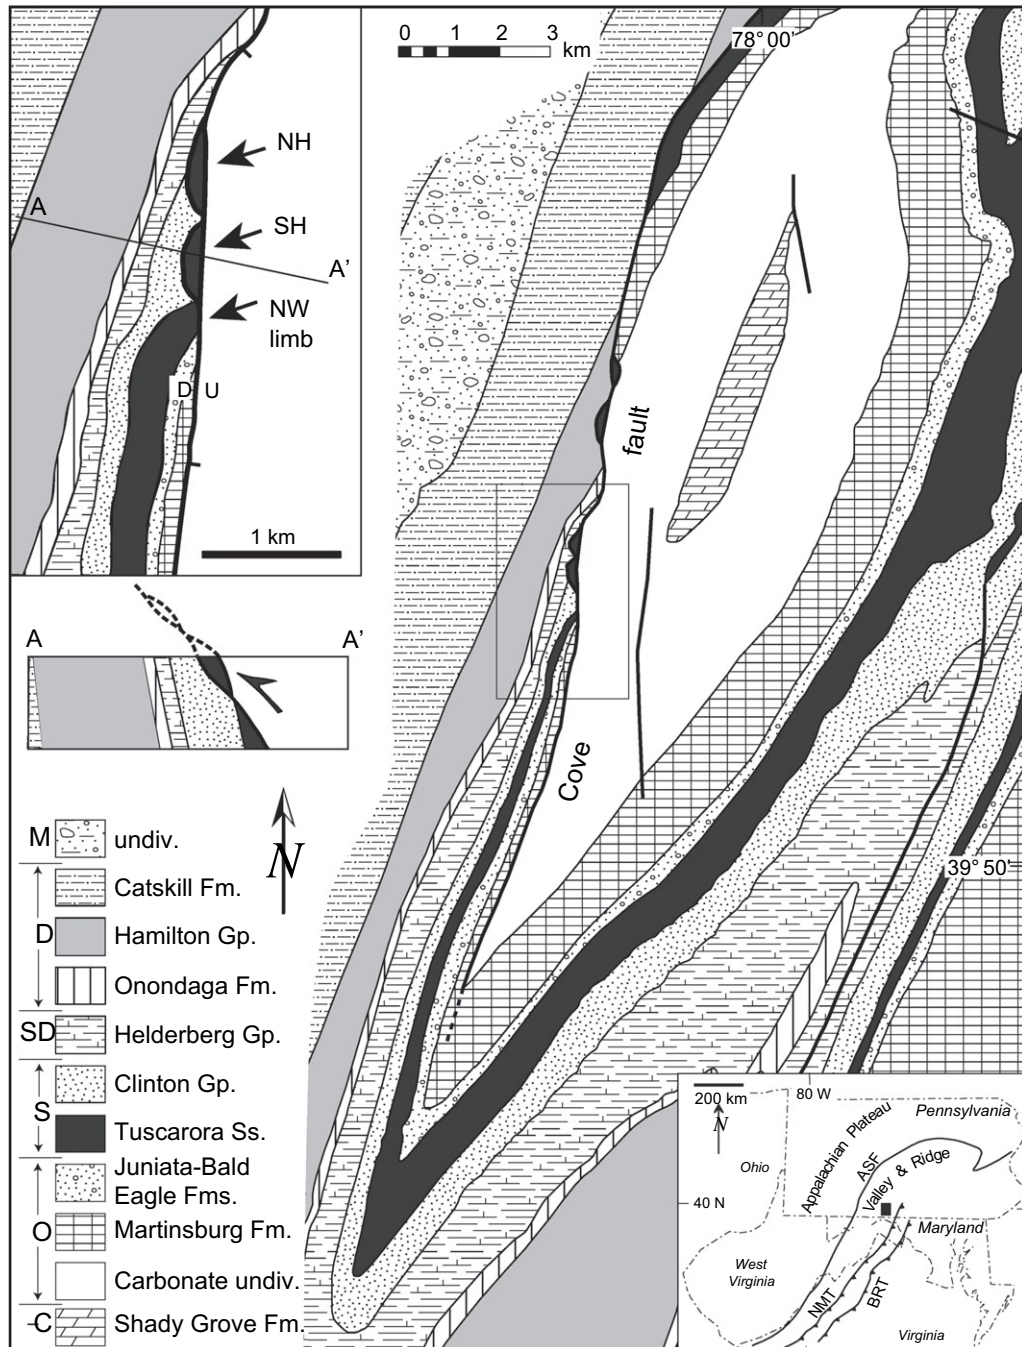 0 1 2 3
km
78° 00'
NH
A
SH
A'
NW
limb
D U
fault
1 km
A A'
Cove
N
39° 50'
M undiv.
Catskill Fm.
D Hamilton Gp.
Onondaga Fm.
SD Helderberg Gp.
Clinton Gp.
S
Tuscarora Ss.
Juniata-Bald
Eagle Fms.
O Martinsburg Fm.
Carbonate undiv.
-C Shady Grove Fm.
200 km
80 W
N
Pennsylvania
Appalachian Plateau
ASF
Valley & Ridge
Ohio
40 N
Maryland
West
Virginia
NMT
BRT
Virginia